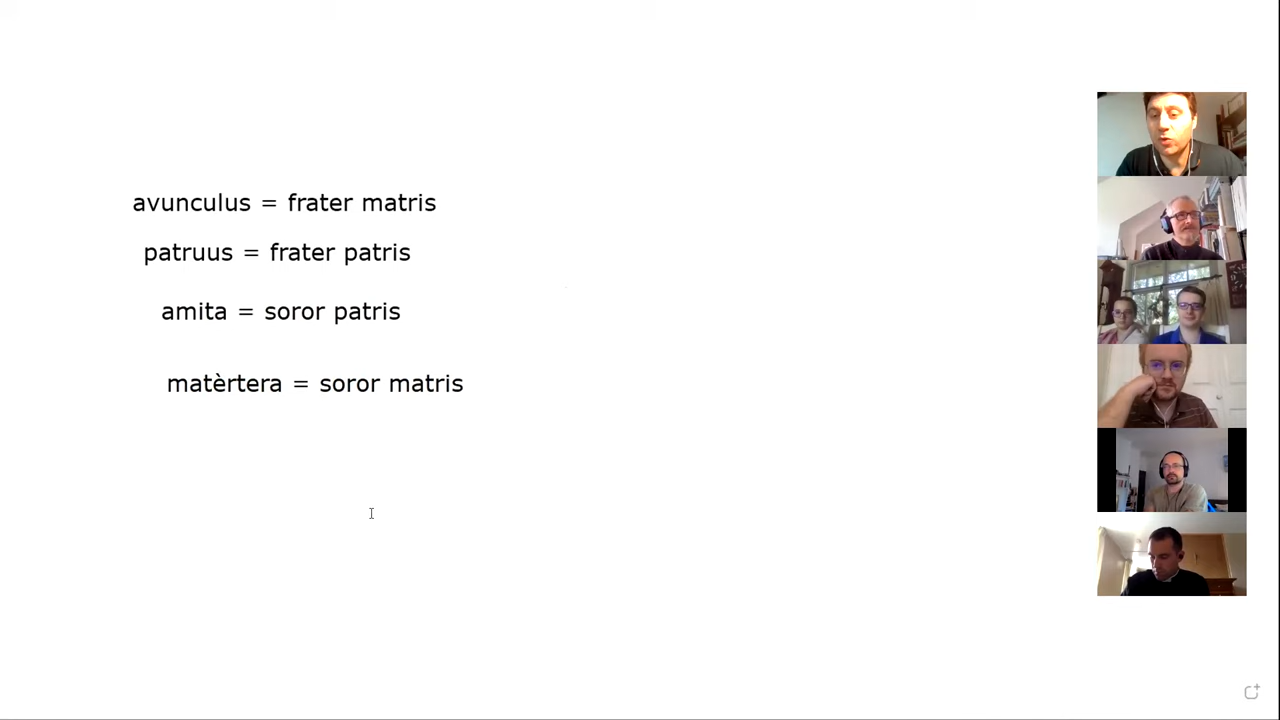 avunculus = frater matris
patruus = frater patris
amita = soror patris
matèrtera = soror matris